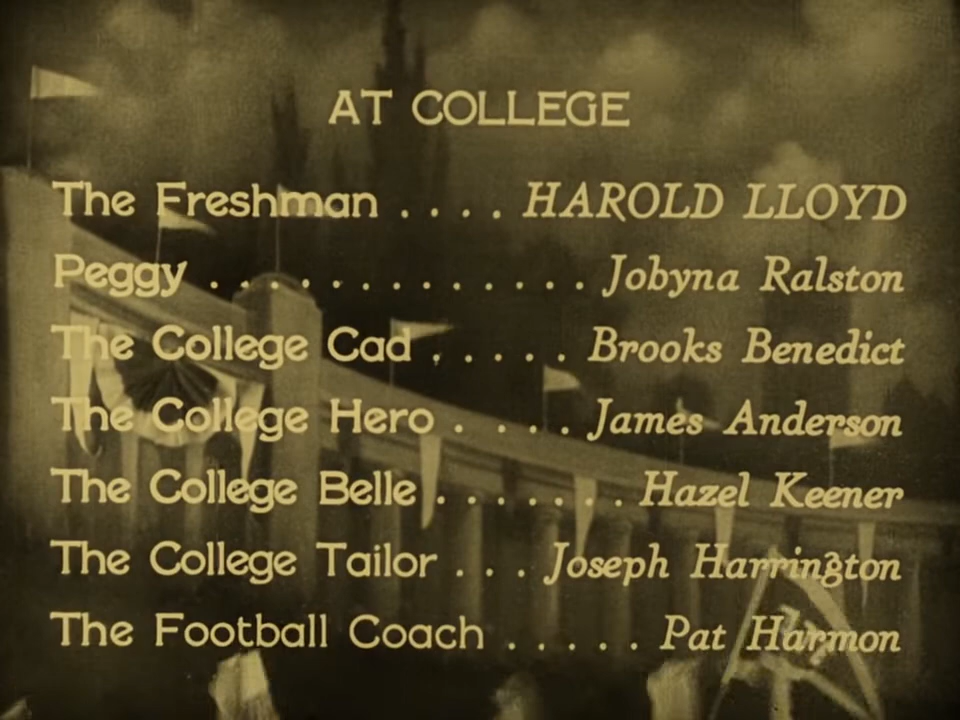 AT COLLEGE
The Freshman .... HAROLD LLOYD
Peggy .............. Jobyna Ralston
The College Cad ..... Brooks Benedict
The College Hero .... James Anderson
The College Belle ....... Hazel Keener
The College Tailor ... Joseph Harrington
The Football Coach ..... Pat Harmon